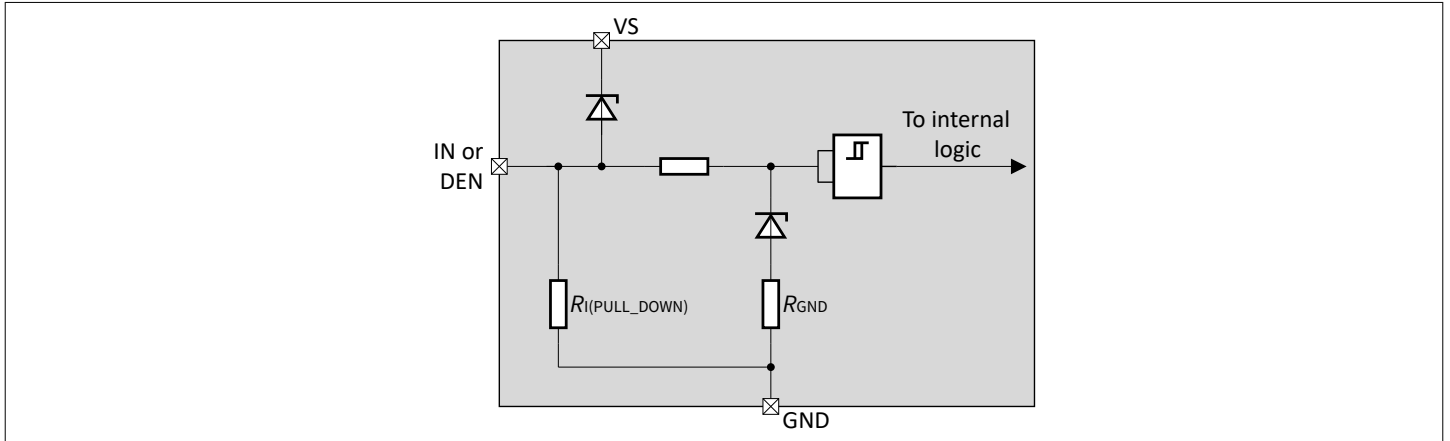 VS
To internal
logic
IN or
DEN
RI(PULL_DOWN)
RGND
GND